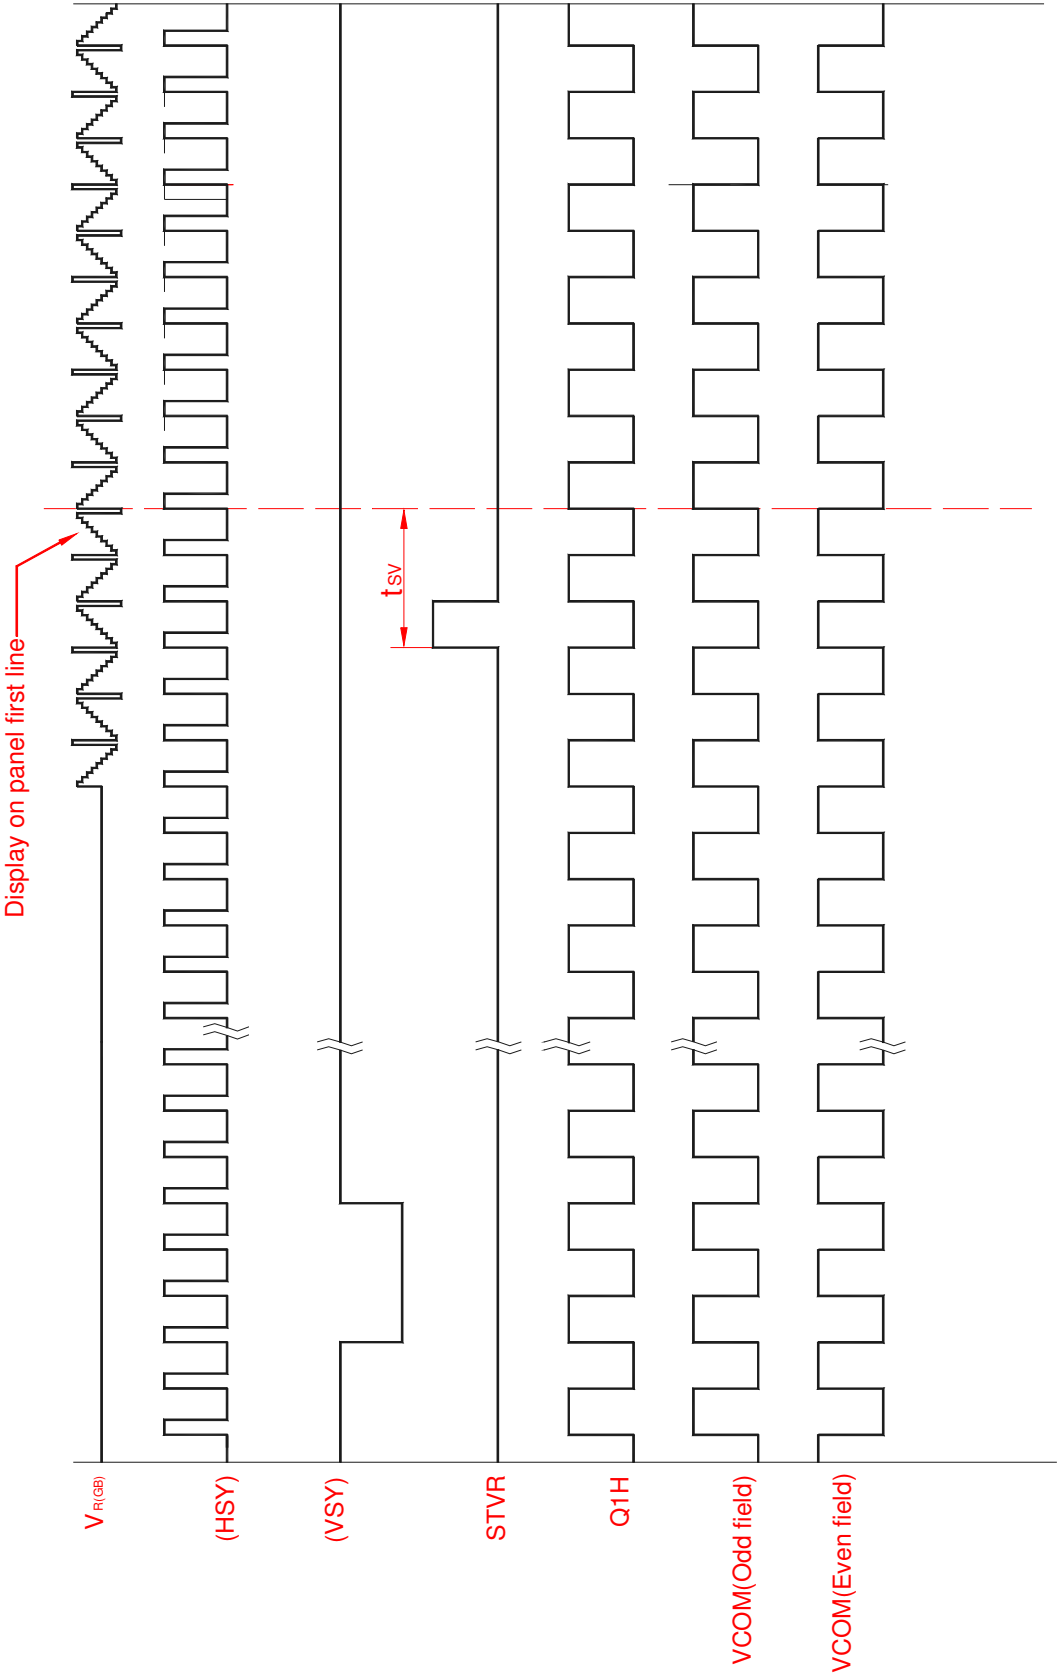 Display on panel first line
tSV
VR(GB)
(HSY)
(VSY)
STVR
Q1H
VCOM(Odd field)
VCOM(Even field)